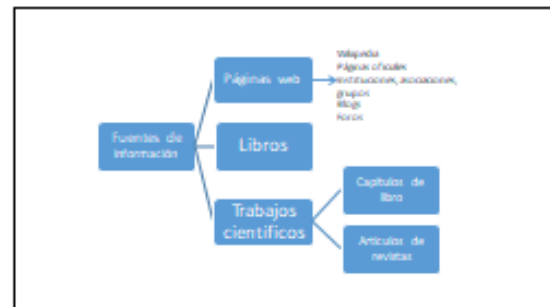 Wikipedia
Páginas oficiales
Instituciones, asociaciones,
grupos
Blogs
Foros
Páginas web
Fuentes de
información
Libros
Trabajos
científicos
Capítulos de
libro
Artículos de
revistas